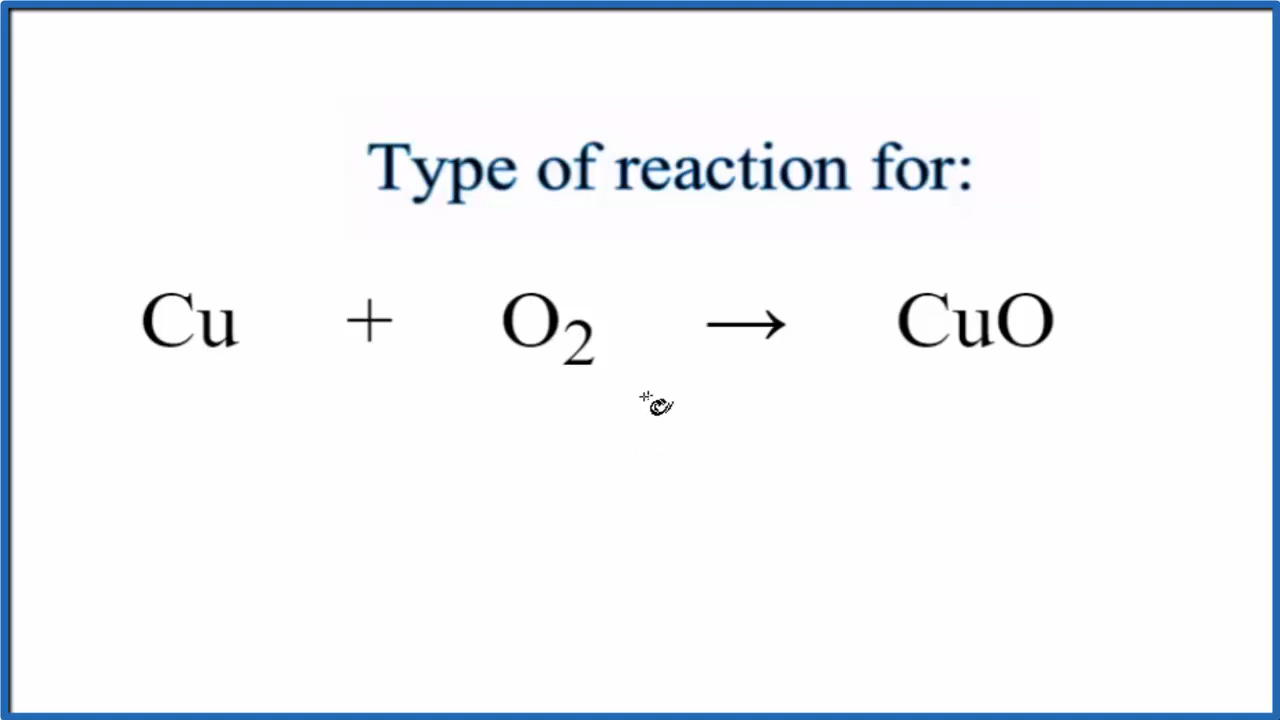 Type of reaction for:
Cu + O₂ → CuO